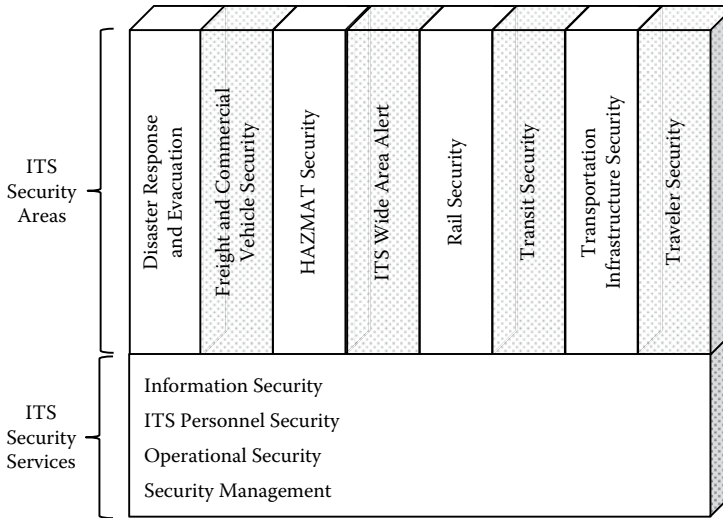 ITS
Security
Areas
Disaster Response
and Evacuation
Freight and Commercial
Vehicle Security
HAZMAT Security
ITS Wide Area Alert
Rail Security
Transit Security
Transportation
Infrastructure Security
Traveler Security
ITS
Security
Services
Information Security
ITS Personnel Security
Operational Security
Security Management